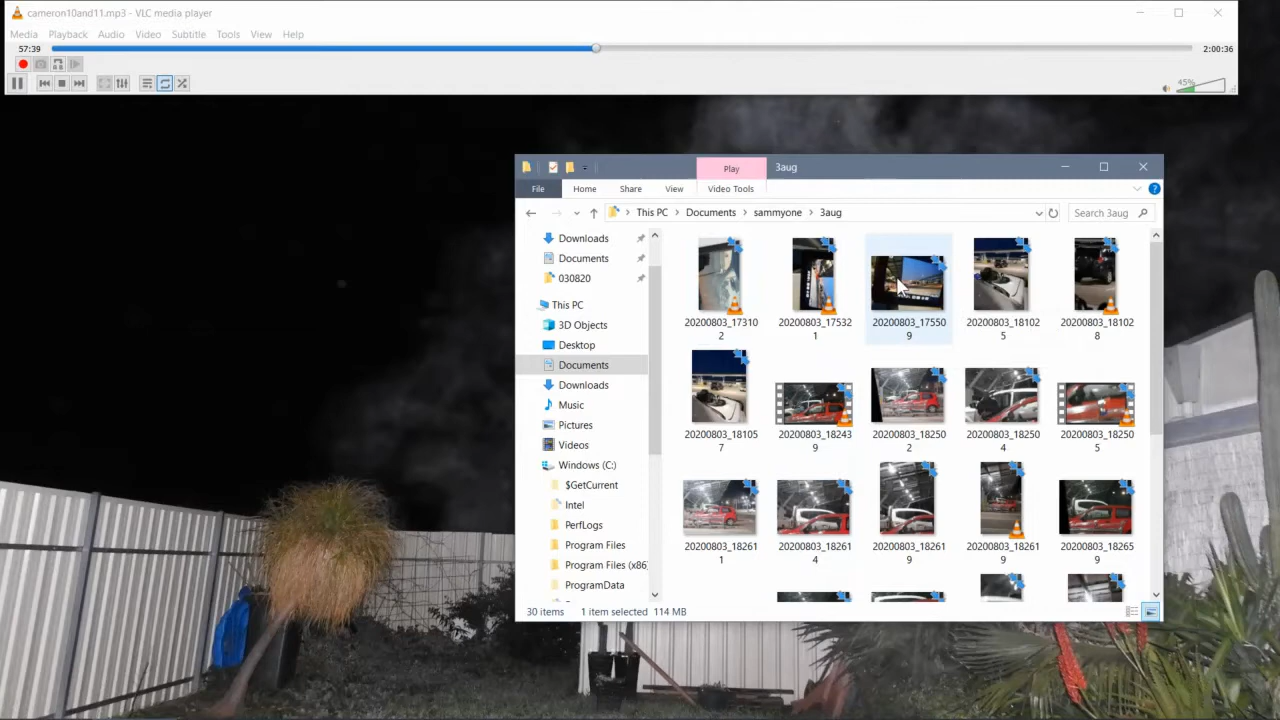 cameron10and11.mp3 - VLC media player
Media Playback Audio Video Subtitle Tools View Help
57:39 2:00:36
45%
Play 3aug
File Home Share View Video Tools
This PC Documents sammyone 3aug Search 3aug
Downloads
Documents
030820
This PC
3D Objects
Desktop
Documents
Downloads
Music
Pictures
Videos
Windows (C:)
$GetCurrent
Intel
PerfLogs
Program Files
Program Files (x86
ProgramData
20200803_17310
2
20200803_17532
1
20200803_17550
9
20200803_18102
5
20200803_18102
8
20200803_18105
7
20200803_18243
9
20200803_18250
2
20200803_18250
4
20200803_18250
5
20200803_18261
1
20200803_18261
4
20200803_18261
9
20200803_18261
9
20200803_18265
9
30 items 1 item selected 114 MB